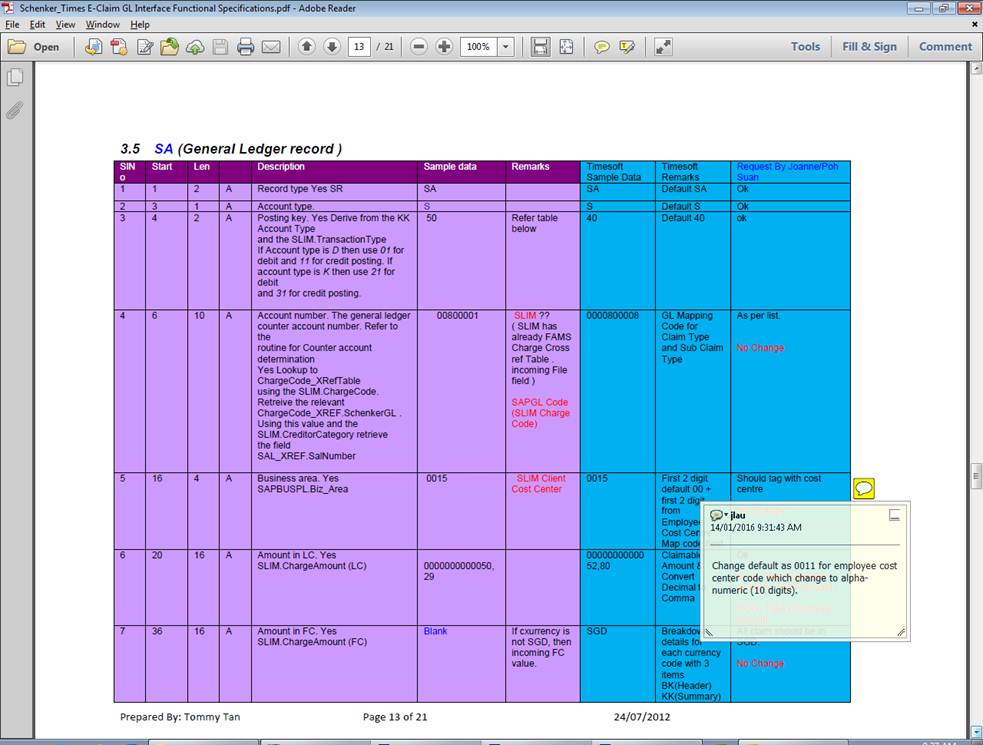 Schenker_Times E-Claim GL Interface Functional Specifications.pdf - Adobe Reader
File Edit View Window Help
Open 13 / 21 100% Tools Fill & Sign Comment
3.5 SA (General Ledger record )
SIN
o
Start
Len
Description
Sample data
Remarks
Timesoft
Sample Data
Timesoft
Remarks
Request By Joanne/Poh
Suan
1
1
2
A
Record type Yes SR
SA
SA
Default SA
Ok
2
3
1
A
Account type.
S
S
Default S
Ok
3
4
2
A
Posting key. Yes Derive from the KK
Account Type
and the SLIM.TransactionType
If Account type is D then use 01 for
debit and 11 for credit posting. If
account type is K then use 21 for
debit
and 31 for credit posting.
50
Refer table
below
40
Default 40
ok
4
6
10
A
Account number. The general ledger
counter account number. Refer to
the
routine for Counter account
determination
Yes Lookup to
ChargeCode_XRefTable
using the SLIM.ChargeCode.
Retreive the relevant
ChargeCode_XREF.SchenkerGL .
Using this value and the
SLIM.CreditorCategory retrieve
the field
SAL_XREF.SalNumber
00800001
SLIM ??
( SLIM has
already FAMS
Charge Cross
ref Table .
incoming File
field )
SAPGL Code
(SLIM Charge
Code)
0000800008
GL Mapping
Code for
Claim Type
and Sub Claim
Type
As per list.
No Change
5
16
4
A
Business area. Yes
SAPBUSPL.Biz_Area
0015
SLIM Client
Cost Center
0015
First 2 digit
default 00 +
first 2 digit
from
Employee
Cost Cen
Map code
Should tag with cost
centre
jlau
14/01/2016 9:31:43 AM
Change default as 0011 for employee cost
center code which change to alpha-
numeric (10 digits).
6
20
16
A
Amount in LC. Yes
SLIM.ChargeAmount (LC)
0000000000050,
29
00000000000
52,80
Claimabl
Amount &
Convert
Decimal t
Comma
7
36
16
A
Amount in FC. Yes
SLIM.ChargeAmount (FC)
Blank
If cxurrency is
not SGD, then
incoming FC
value.
SGD
Breakdow
details for
each currency
code with 3
items
BK(Header)
KK(Summary)
SGD.
No Change
Prepared By: Tommy Tan Page 13 of 21 24/07/2012